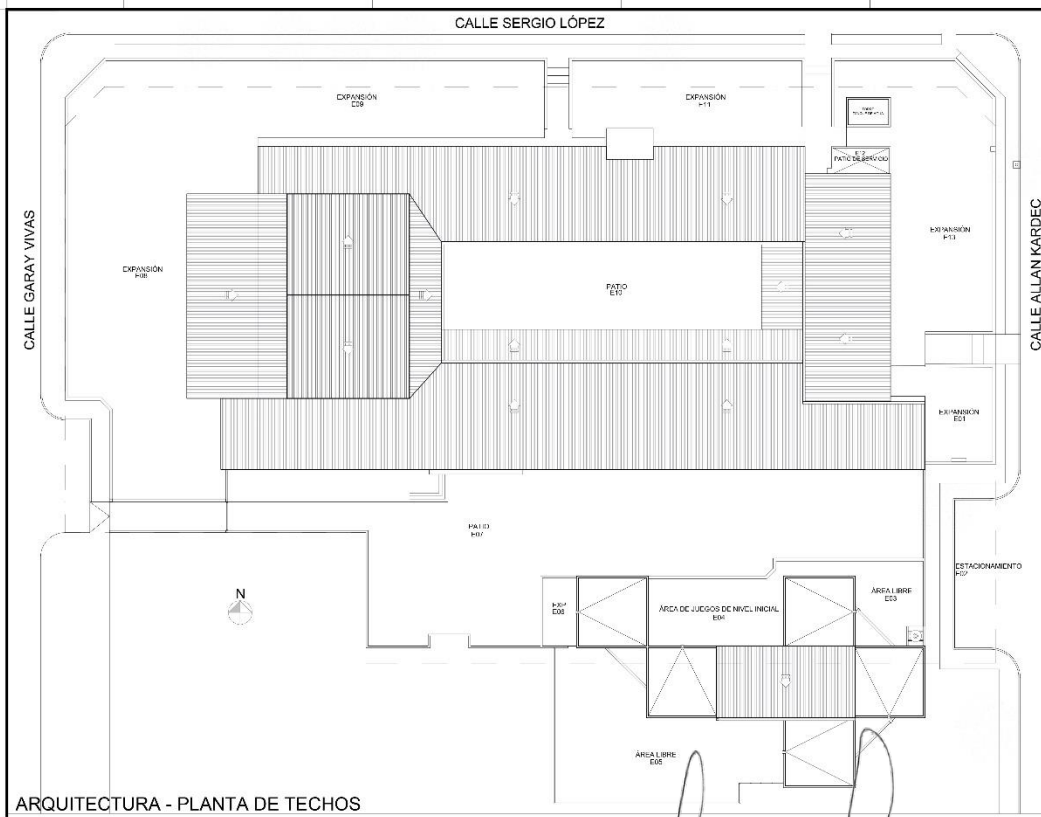 CALLE SERGIO LÓPEZ
EXPANSIÓN
E09
EXPANSIÓN
E11
E12
PATIO DE SERVICIO
CALLE GARAY VIVAS
EXPANSIÓN
E08
PATIO
E10
EXPANSIÓN
E13
CALLE ALLAN KARDEC
EXPANSIÓN
E01
PATIO
E07
ESTACIONAMIENTO
E02
N
EXP
E06
ÁREA DE JUEGOS DE NIVEL INICIAL
E04
ÁREA LIBRE
E03
ÁREA LIBRE
E05
ARQUITECTURA - PLANTA DE TECHOS